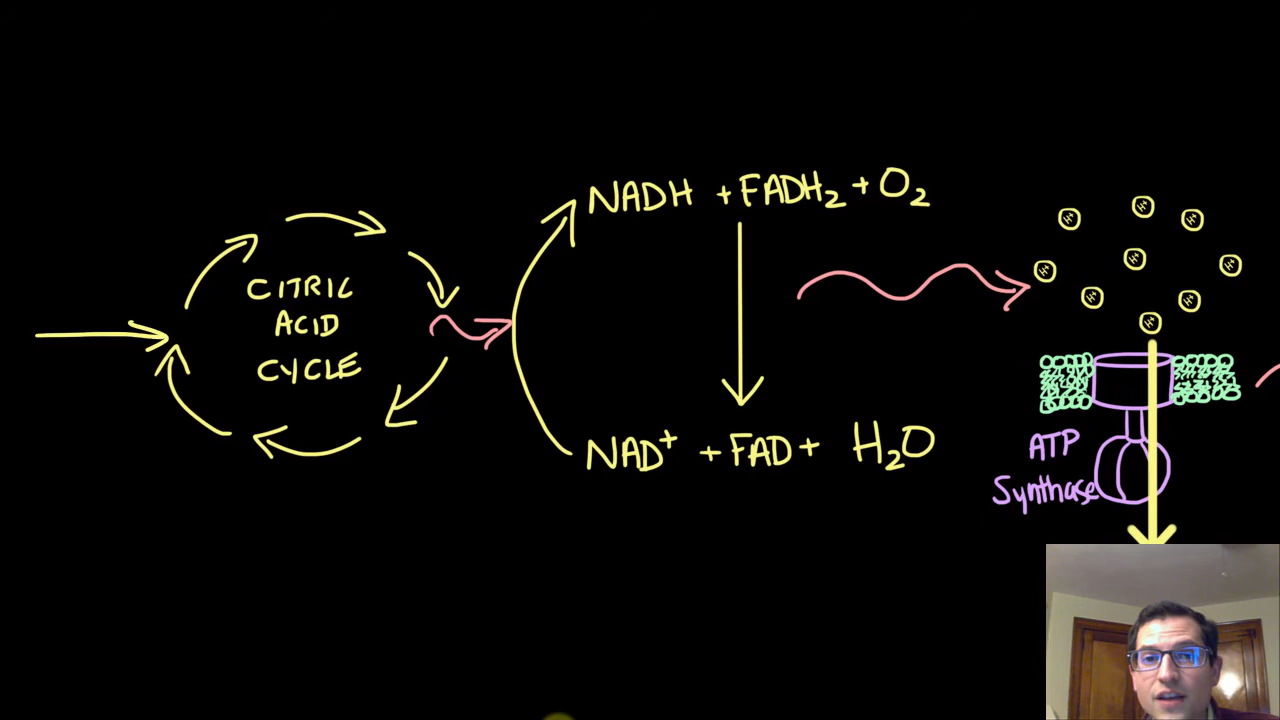 CITRIC
ACID
CYCLE
NADH + FADH₂ + O₂
NAD⁺ + FAD + H₂O
H⁺
H⁺
H⁺
H⁺
H⁺
H⁺
H⁺
H⁺
H⁺
ATP
Synthase